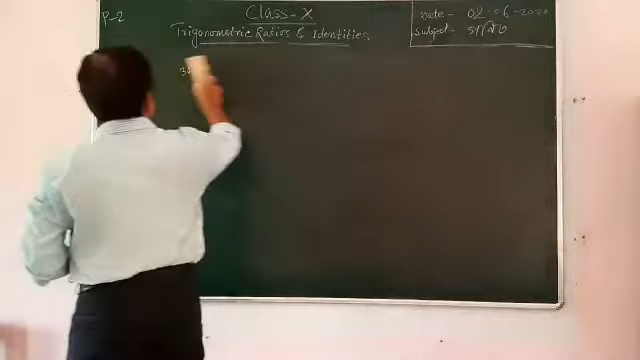 P-2
Class-X
Trigonometric Ratios & Identities
Date- 02-06-2020
Subject- गणित